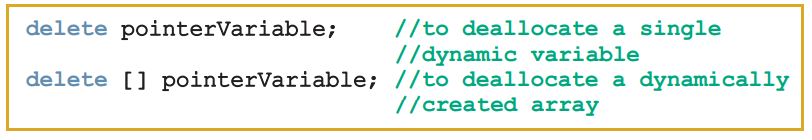 delete pointerVariable;    //to deallocate a single
                           //dynamic variable
delete [] pointerVariable; //to deallocate a dynamically
                           //created array